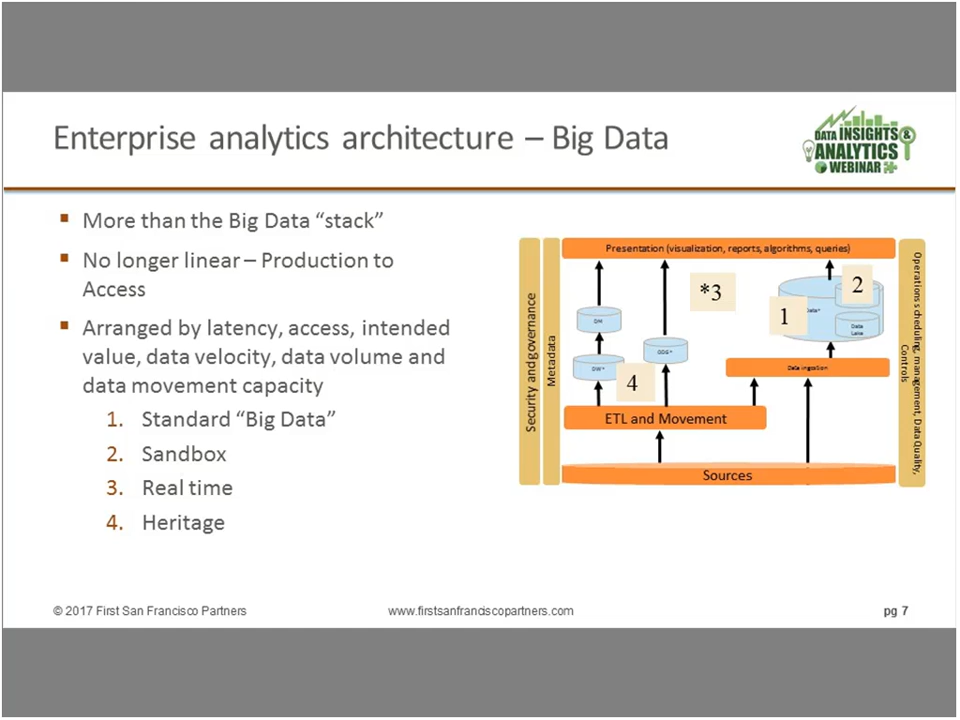 Enterprise analytics architecture – Big Data
DATA INSIGHTS &
ANALYTICS
WEBINAR
▪ More than the Big Data “stack”
▪ No longer linear – Production to
Access
▪ Arranged by latency, access, intended
value, data velocity, data volume and
data movement capacity
1. Standard “Big Data”
2. Sandbox
3. Real time
4. Heritage
Security and governance
Metadata
Presentation (visualization, reports, algorithms, queries)
*3
2
1
Data*
Data
Lake
DM
ODS*
DW*
4
Data ingestion
ETL and Movement
Sources
Operations scheduling, management, Data Quality,
Controls
© 2017 First San Francisco Partners
www.firstsanfranciscopartners.com
pg 7